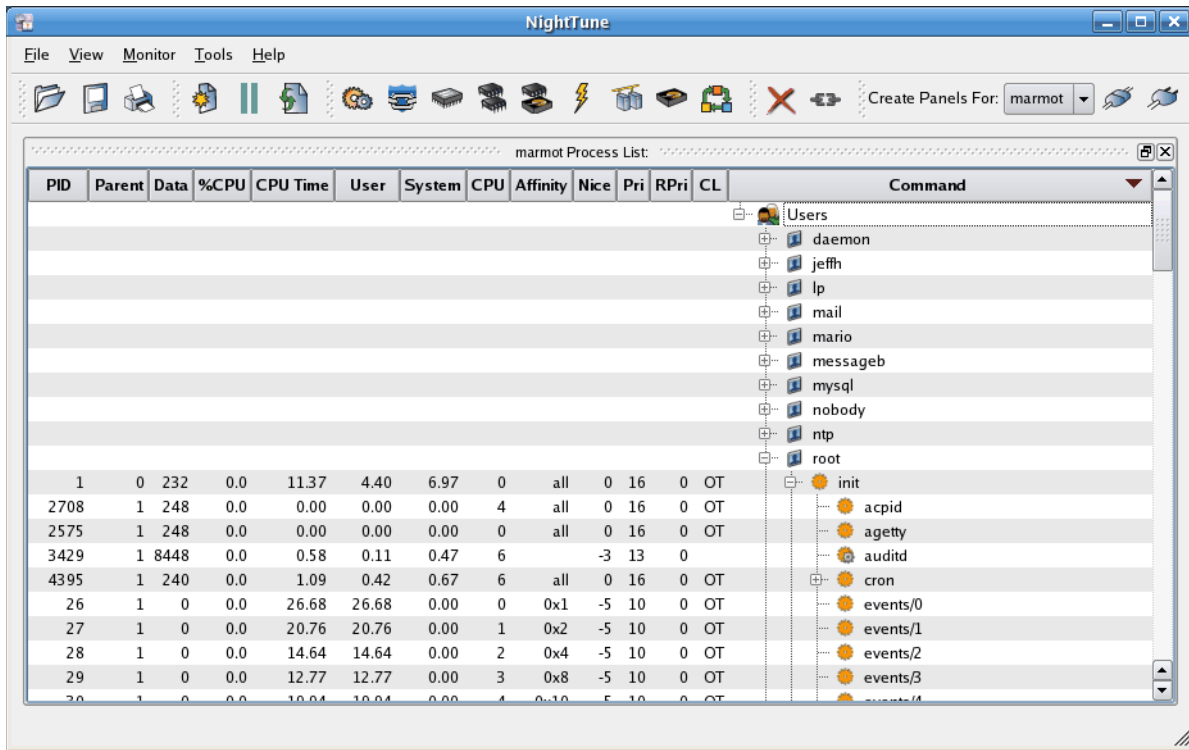 NightTune
File View Monitor Tools Help
Create Panels For: marmot
marmot Process List:
PID Parent Data %CPU CPU Time User System CPU Affinity Nice Pri RPri CL Command
Users
daemon
jeffh
lp
mail
mario
messageb
mysql
nobody
ntp
root
1 0 232 0.0 11.37 4.40 6.97 0 all 0 16 0 OT init
2708 1 248 0.0 0.00 0.00 0.00 4 all 0 16 0 OT acpid
2575 1 248 0.0 0.00 0.00 0.00 0 all 0 16 0 OT agetty
3429 1 8448 0.0 0.58 0.11 0.47 6 -3 13 0 auditd
4395 1 240 0.0 1.09 0.42 0.67 6 all 0 16 0 OT cron
26 1 0 0.0 26.68 26.68 0.00 0 0x1 -5 10 0 OT events/0
27 1 0 0.0 20.76 20.76 0.00 1 0x2 -5 10 0 OT events/1
28 1 0 0.0 14.64 14.64 0.00 2 0x4 -5 10 0 OT events/2
29 1 0 0.0 12.77 12.77 0.00 3 0x8 -5 10 0 OT events/3